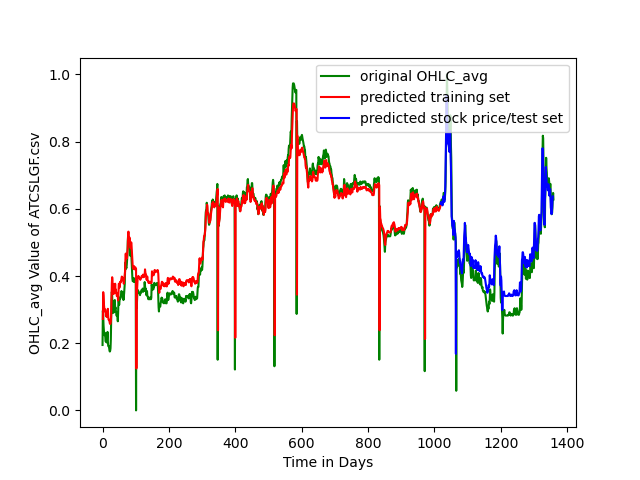 original OHLC_avg
predicted training set
predicted stock price/test set
OHLC_avg Value of ATCSLGF.csv
1.0
0.8
0.6
0.4
0.2
0.0
0 200 400 600 800 1000 1200 1400
Time in Days